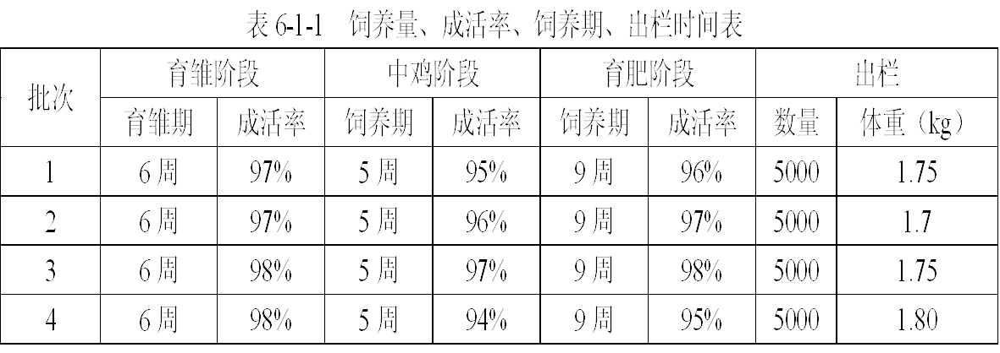 表 6-1-1 饲养量、成活率、饲养期、出栏时间表
批次 育雏阶段 中鸡阶段 育肥阶段 出栏
育雏期 成活率 饲养期 成活率 饲养期 成活率 数量 体重（kg）
1 6 周 97% 5 周 95% 9 周 96% 5000 1.75
2 6 周 97% 5 周 96% 9 周 97% 5000 1.7
3 6 周 98% 5 周 97% 9 周 98% 5000 1.75
4 6 周 98% 5 周 94% 9 周 95% 5000 1.80